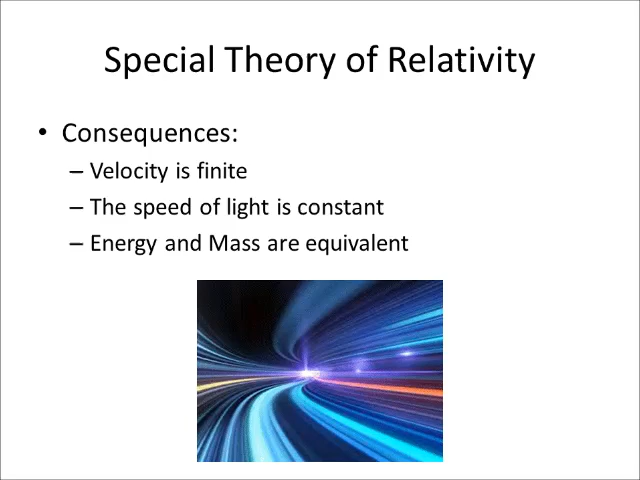 Special Theory of Relativity
• Consequences:
– Velocity is finite
– The speed of light is constant
– Energy and Mass are equivalent